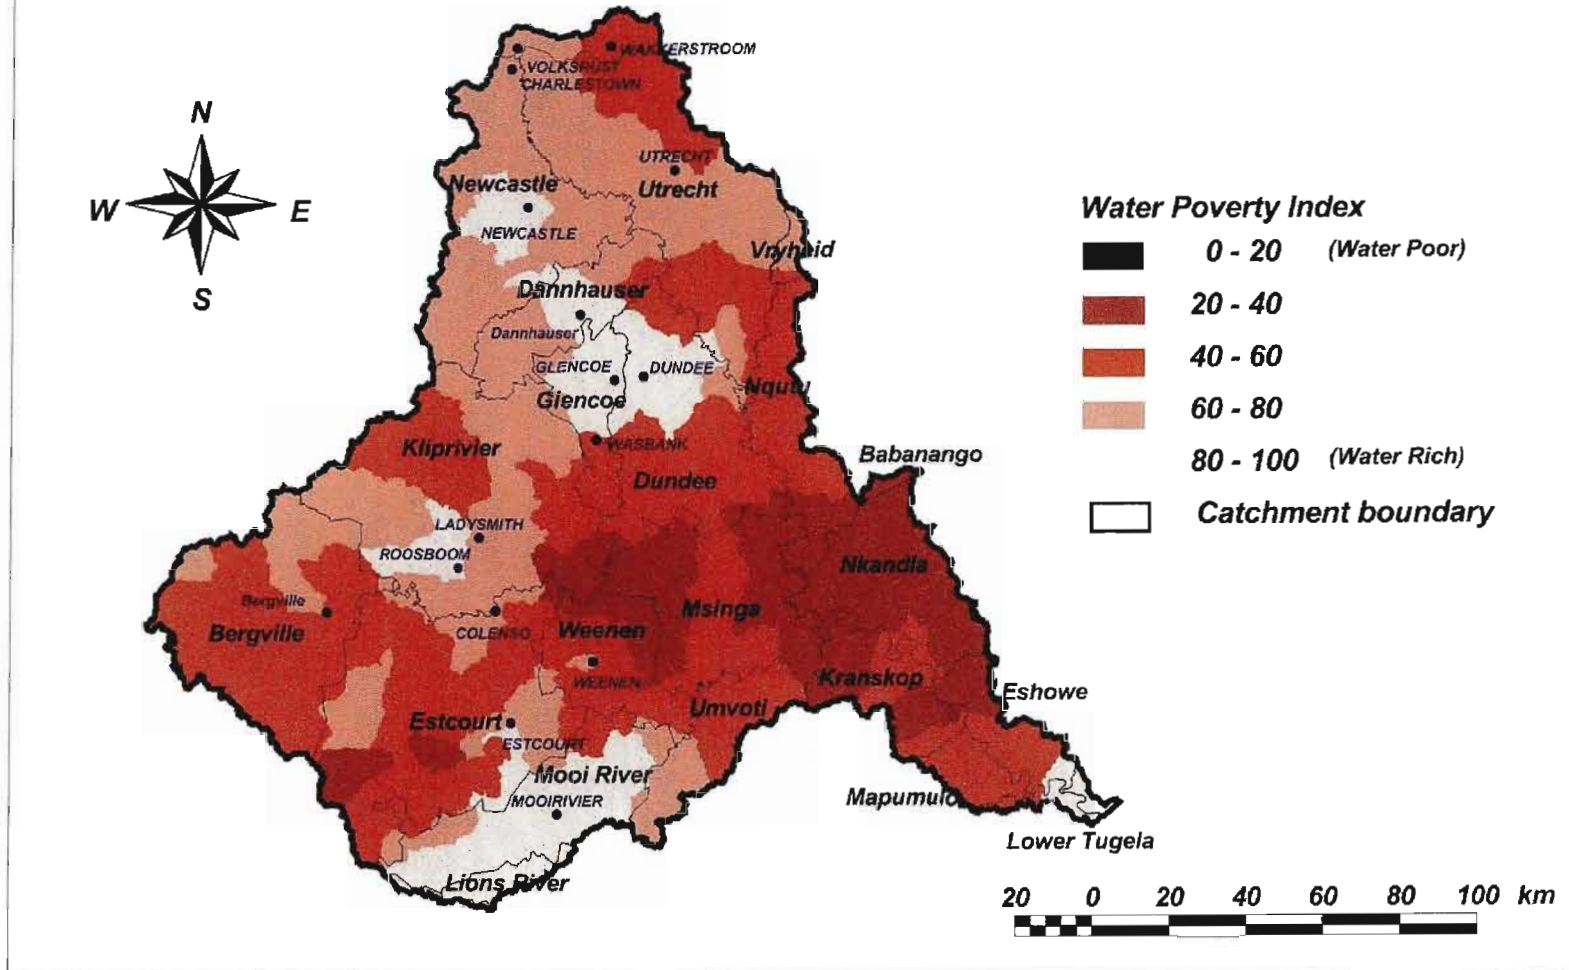 N
W E
S
WAKKERSTROOM
VOLKSRUST
CHARLESTOWN
UTRECHT
Utrecht
Newcastle
NEWCASTLE
Vryheid
Dannhauser
Dannhauser
GLENCOE
DUNDEE
Glencoe
Nqutu
Kliprivier
WASBANK
Dundee
Babanango
LADYSMITH
ROOSBOOM
Nkandla
Bergville
Bergville
Msinga
COLENSO
Weenen
WEENEN
Kranskop
Eshowe
Umvoti
Estcourt
ESTCOURT
Mooi River
MOOIRIVIER
Mapumulo
Lower Tugela
Lions River
Water Poverty Index
0 - 20 (Water Poor)
20 - 40
40 - 60
60 - 80
80 - 100 (Water Rich)
Catchment boundary
20 0 20 40 60 80 100 km